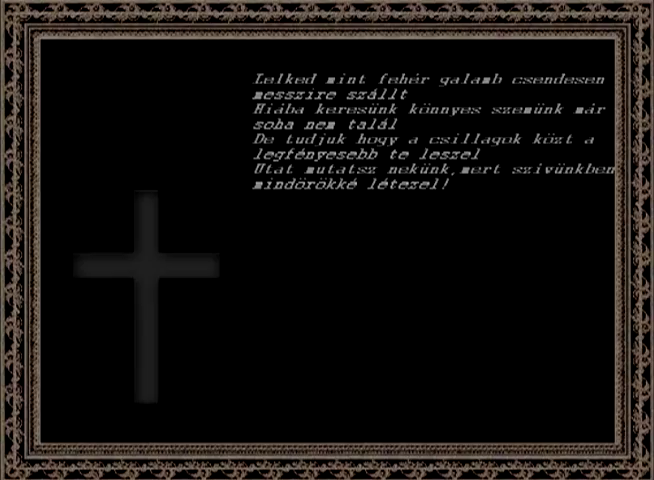 Lelked mint fehér galamb csendesen
messzire szállt
Hiába keresünk könnyes szemünk már
soha nem talál
De tudjuk hogy a csillagok közt a
legfényesebb te leszel
Utat mutatsz nekünk,mert szivünkben
mindörökké létezel!